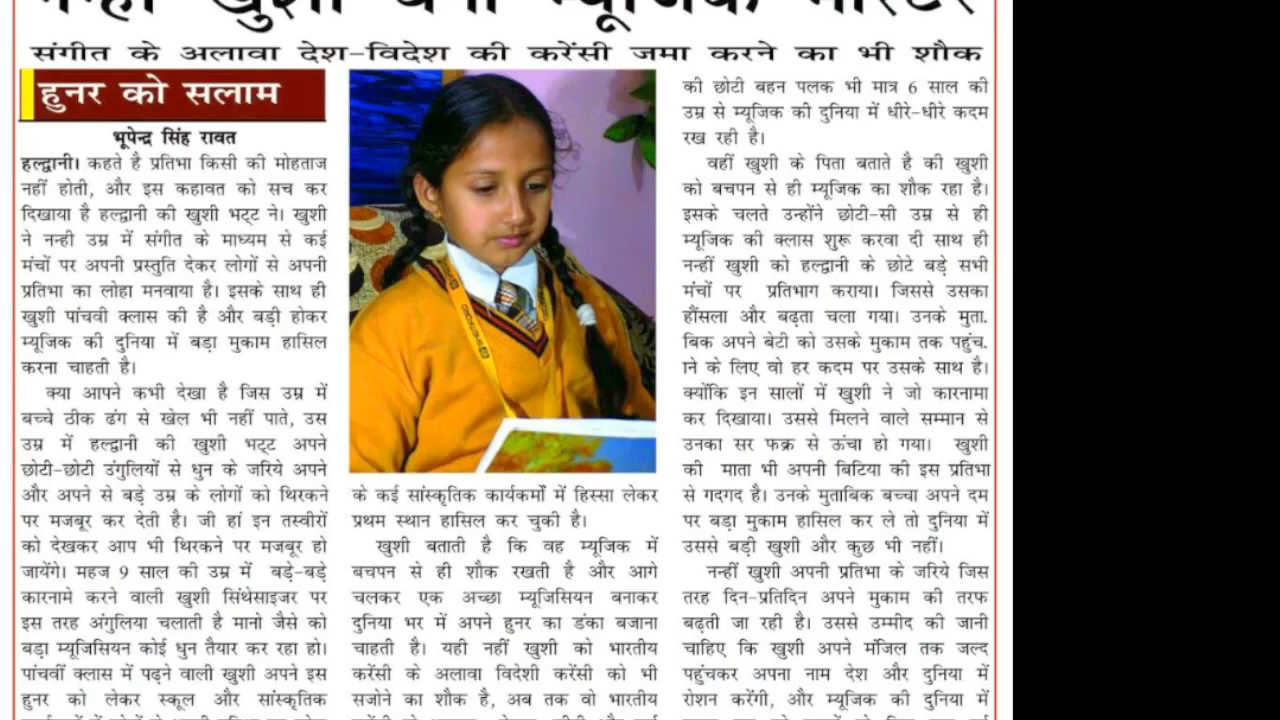 नन्हीं खुशी बनी म्यूजिक मास्टर
संगीत के अलावा देश-विदेश की करेंसी जमा करने का भी शौक
हुनर को सलाम
भूपेन्द्र सिंह रावत
हल्द्वानी। कहते है प्रतिभा किसी की मोहताज
नहीं होती, और इस कहावत को सच कर
दिखाया है हल्द्वानी की खुशी भट्ट ने। खुशी
ने नन्ही उम्र में संगीत के माध्यम से कई
मंचों पर अपनी प्रस्तुति देकर लोगों से अपनी
प्रतिभा का लोहा मनवाया है। इसके साथ ही
खुशी पांचवी क्लास की है और बड़ी होकर
म्यूजिक की दुनिया में बड़ा मुकाम हासिल
करना चाहती है।
क्या आपने कभी देखा है जिस उम्र में
बच्चे ठीक ढंग से खेल भी नहीं पाते, उस
उम्र में हल्द्वानी की खुशी भट्ट अपने
छोटी-छोटी उंगुलियों से धुन के जरिये अपने
और अपने से बड़े उम्र के लोगों को थिरकने
पर मजबूर कर देती है। जी हां इन तस्वीरों
को देखकर आप भी थिरकने पर मजबूर हो
जायेंगे। महज 9 साल की उम्र में बड़े-बड़े
कारनामे करने वाली खुशी सिंथेसाइजर पर
इस तरह अंगुलिया चलाती है मानो जैसे को
बड़ा म्यूजिसियन कोई धुन तैयार कर रहा हो।
पांचवीं क्लास में पढ़ने वाली खुशी अपने इस
हुनर को लेकर स्कूल और सांस्कृतिक
के कई सांस्कृतिक कार्यकर्मों में हिस्सा लेकर
प्रथम स्थान हासिल कर चुकी है।
खुशी बताती है कि वह म्यूजिक में
बचपन से ही शौक रखती है और आगे
चलकर एक अच्छा म्यूजिसियन बनाकर
दुनिया भर में अपने हुनर का डंका बजाना
चाहती है। यही नहीं खुशी को भारतीय
करेंसी के अलावा विदेशी करेंसी को भी
सजोने का शौक है, अब तक वो भारतीय
की छोटी बहन पलक भी मात्र 6 साल की
उम्र से म्यूजिक की दुनिया में धीरे-धीरे कदम
रख रही है।
वहीं खुशी के पिता बताते है की खुशी
को बचपन से ही म्यूजिक का शौक रहा है।
इसके चलते उन्होंने छोटी-सी उम्र से ही
म्यूजिक की क्लास शुरू करवा दी साथ ही
नन्हीं खुशी को हल्द्वानी के छोटे बड़े सभी
मंचों पर प्रतिभाग कराया। जिससे उसका
हौंसला और बढ़ता चला गया। उनके मुता.
बिक अपने बेटी को उसके मुकाम तक पहुंच.
ाने के लिए वो हर कदम पर उसके साथ है।
क्योंकि इन सालों में खुशी ने जो कारनामा
कर दिखाया। उससे मिलने वाले सम्मान से
उनका सर फक्र से ऊंचा हो गया। खुशी
की माता भी अपनी बिटिया की इस प्रतिभा
से गदगद है। उनके मुताबिक बच्चा अपने दम
पर बड़ा मुकाम हासिल कर ले तो दुनिया में
उससे बड़ी खुशी और कुछ भी नहीं।
नन्हीं खुशी अपनी प्रतिभा के जरिये जिस
तरह दिन-प्रतिदिन अपने मुकाम की तरफ
बढ़ती जा रही है। उससे उम्मीद की जानी
चाहिए कि खुशी अपने मंजिल तक जल्द
पहुंचकर अपना नाम देश और दुनिया में
रोशन करेंगी, और म्यूजिक की दुनिया में